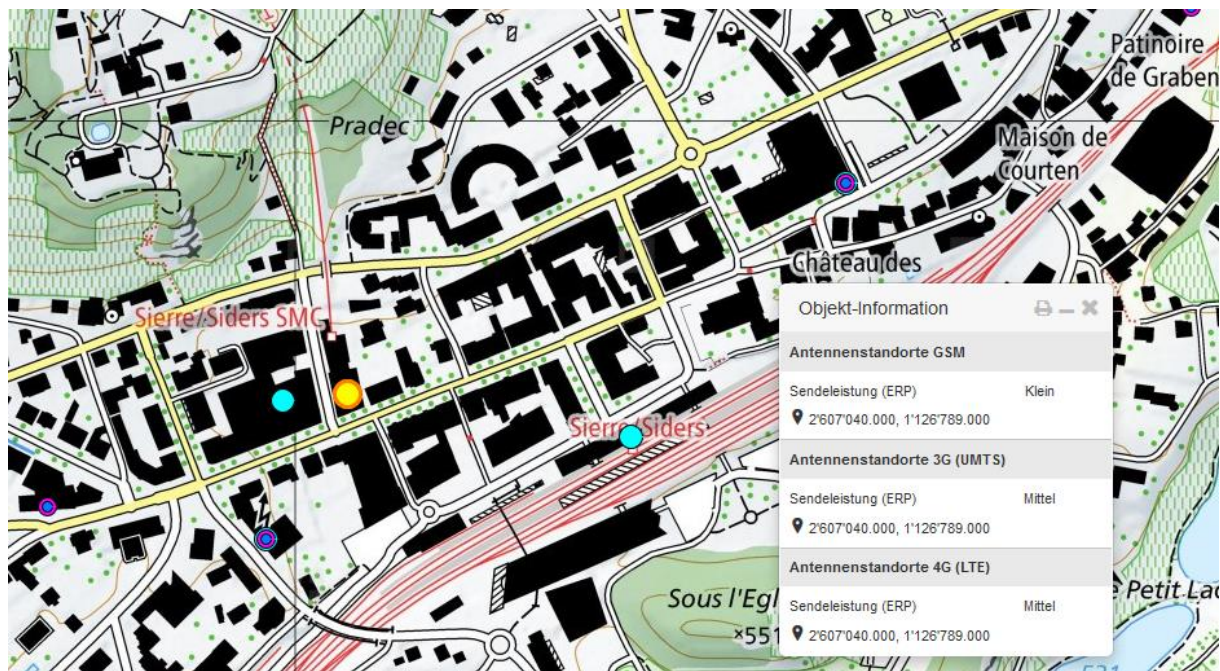 Patinoire
de Graben
Pradec
Maison de
Courten
Château des
Sierre/Siders SMC
Sierre/Siders
Sous l'Egl
×551
Petit Lac
Objekt-Information
Antennenstandorte GSM
Sendeleistung (ERP) Klein
2'607'040.000, 1'126'789.000
Antennenstandorte 3G (UMTS)
Sendeleistung (ERP) Mittel
2'607'040.000, 1'126'789.000
Antennenstandorte 4G (LTE)
Sendeleistung (ERP) Mittel
2'607'040.000, 1'126'789.000